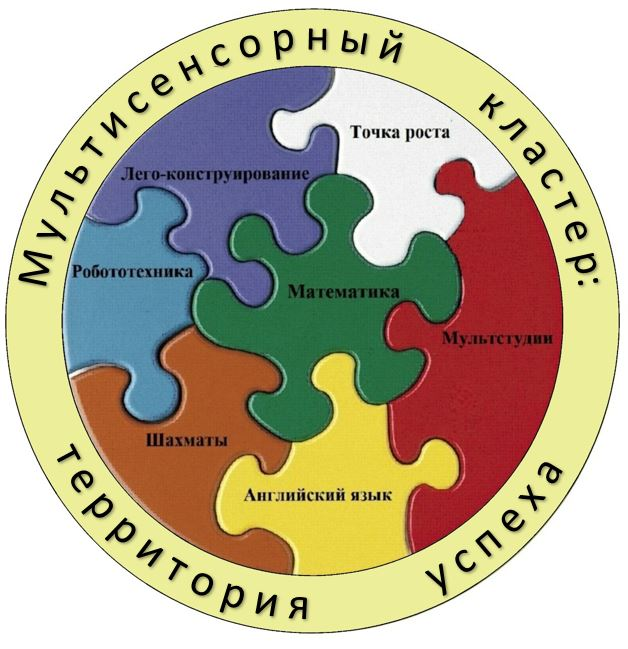 Мультисенсорный кластер:
территория успеха
Точка роста
Лего-конструирование
Робототехника
Математика
Мультстудии
Шахматы
Английский язык